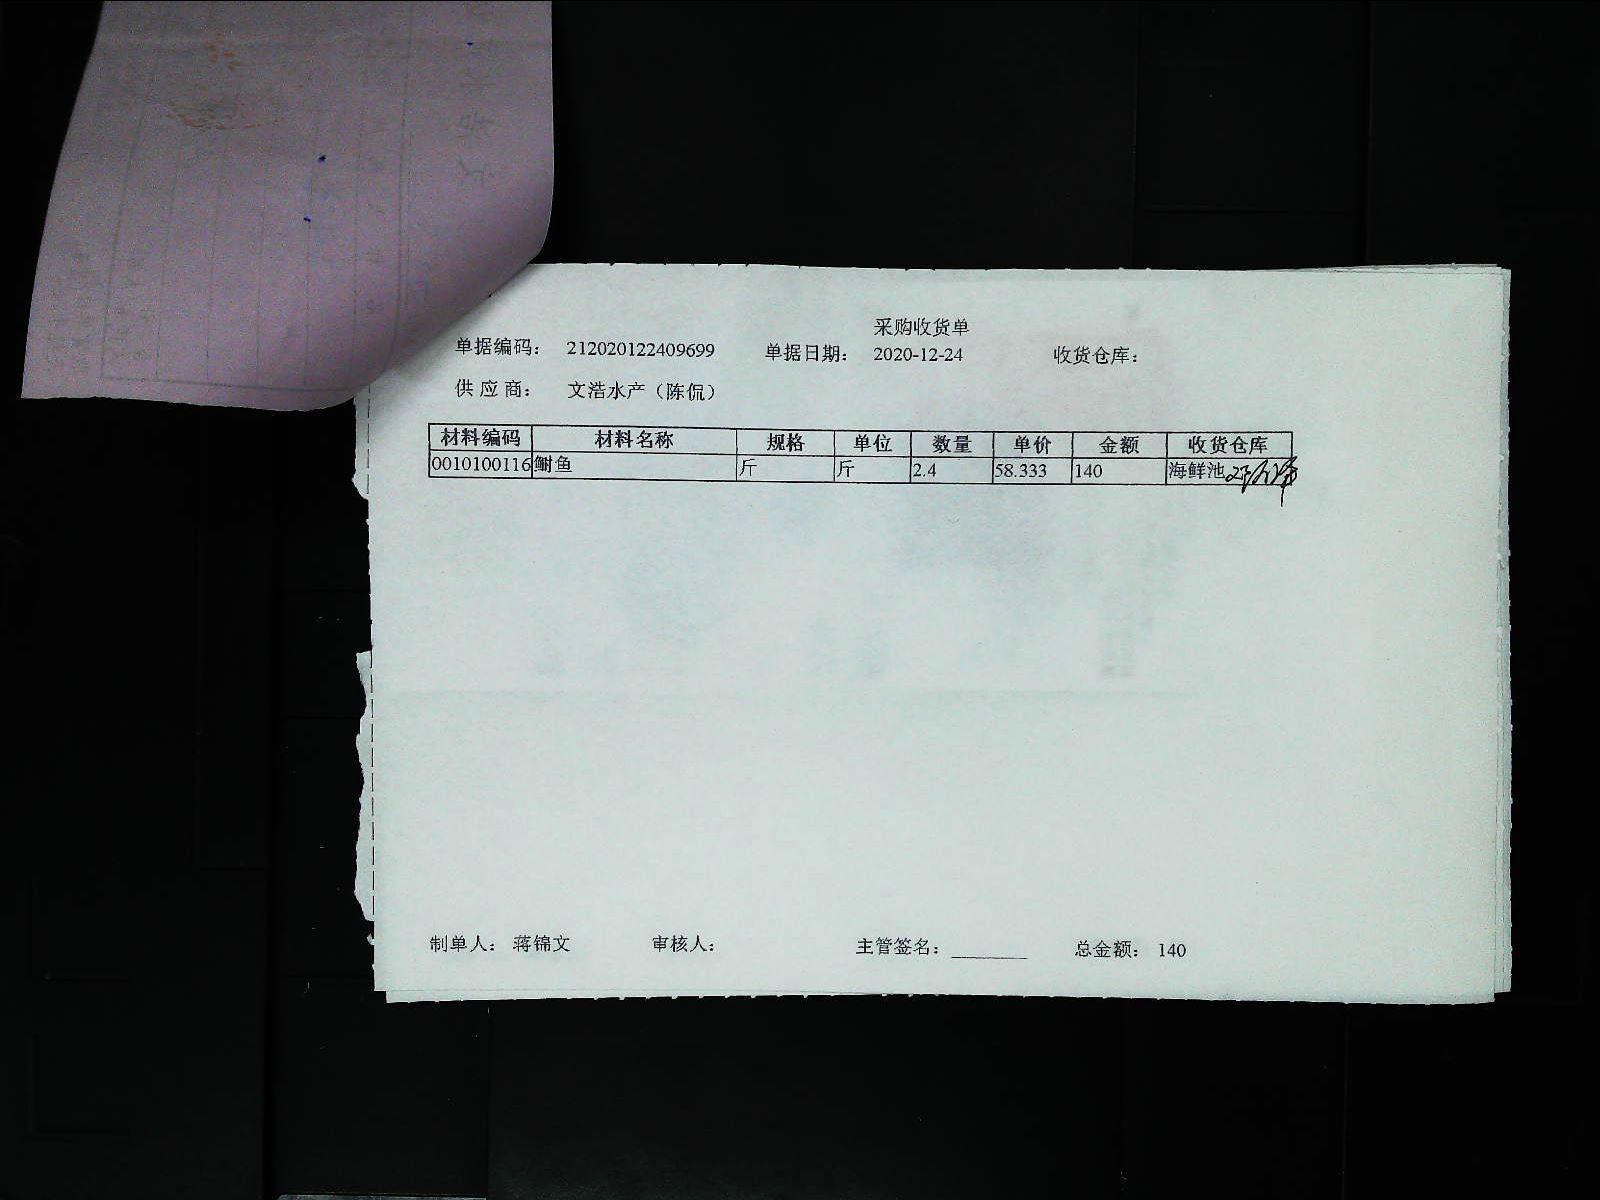 采购收货单
单据编码： 212020122409699 单据日期： 2020-12-24 收货仓库：
供 应 商： 文浩水产（陈侃）
材料编码 材料名称 规格 单位 数量 单价 金额 收货仓库
0010100116 鲥鱼 斤 斤 2.4 58.333 140 海鲜池
制单人： 蒋锦文 审核人： 主管签名： 总金额： 140